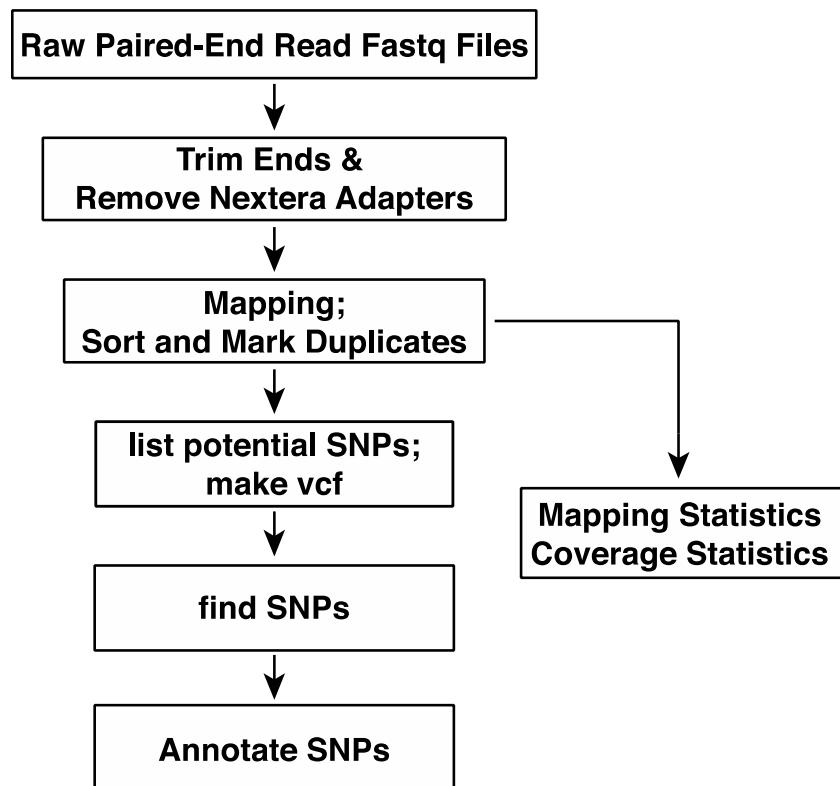 Raw Paired-End Read Fastq Files
Trim Ends &
Remove Nextera Adapters
Mapping;
Sort and Mark Duplicates
list potential SNPs;
make vcf
Mapping Statistics
Coverage Statistics
find SNPs
Annotate SNPs